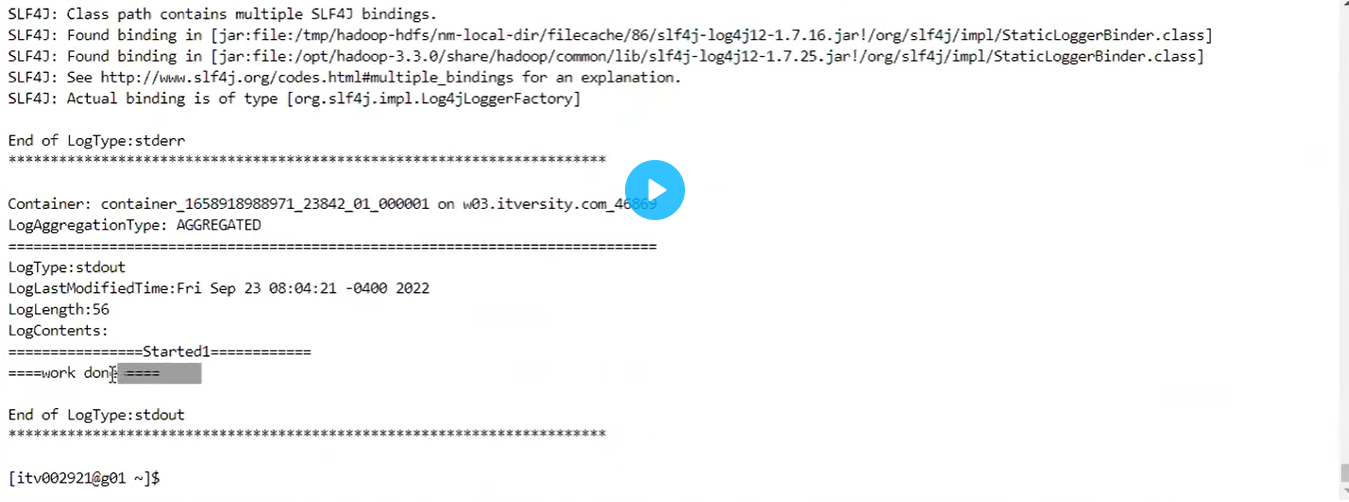 SLF4J: Class path contains multiple SLF4J bindings.
SLF4J: Found binding in [jar:file:/tmp/hadoop-hdfs/nm-local-dir/filecache/86/slf4j-log4j12-1.7.16.jar!/org/slf4j/impl/StaticLoggerBinder.class]
SLF4J: Found binding in [jar:file:/opt/hadoop-3.3.0/share/hadoop/common/lib/slf4j-log4j12-1.7.25.jar!/org/slf4j/impl/StaticLoggerBinder.class]
SLF4J: See http://www.slf4j.org/codes.html#multiple_bindings for an explanation.
SLF4J: Actual binding is of type [org.slf4j.impl.Log4jLoggerFactory]
End of LogType:stderr
***********************************************************************
Container: container_1658918988971_23842_01_000001 on w03.itversity.com_46869
LogAggregationType: AGGREGATED
=============================================================================
LogType:stdout
LogLastModifiedTime:Fri Sep 23 08:04:21 -0400 2022
LogLength:56
LogContents:
================Started1============
====work done ====
End of LogType:stdout
***********************************************************************
[itv002921@g01 ~]$